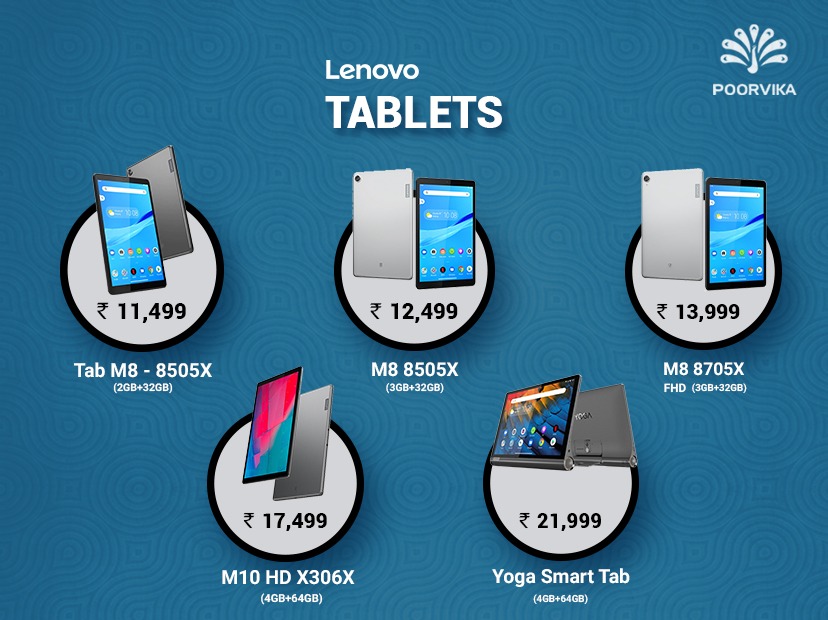 Lenovo
TABLETS
POORVIKA
₹ 11,499
Tab M8 - 8505X
(2GB+32GB)
₹ 12,499
M8 8505X
(3GB+32GB)
₹ 13,999
M8 8705X
FHD (3GB+32GB)
₹ 17,499
M10 HD X306X
(4GB+64GB)
YOGA
₹ 21,999
Yoga Smart Tab
(4GB+64GB)